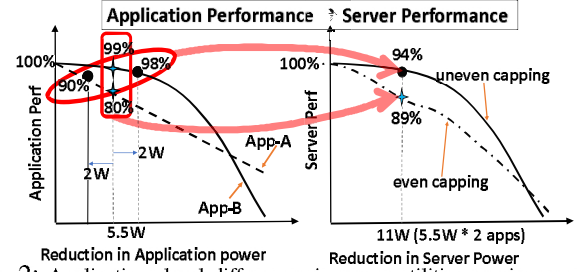 Application Performance → Server Performance
100%
99%
98%
90%
80%
2W
2W
App-A
App-B
5.5W
Application Perf
Reduction in Application power
100%
94%
89%
uneven capping
even capping
Server Perf
11W (5.5W * 2 apps)
Reduction in Server Power